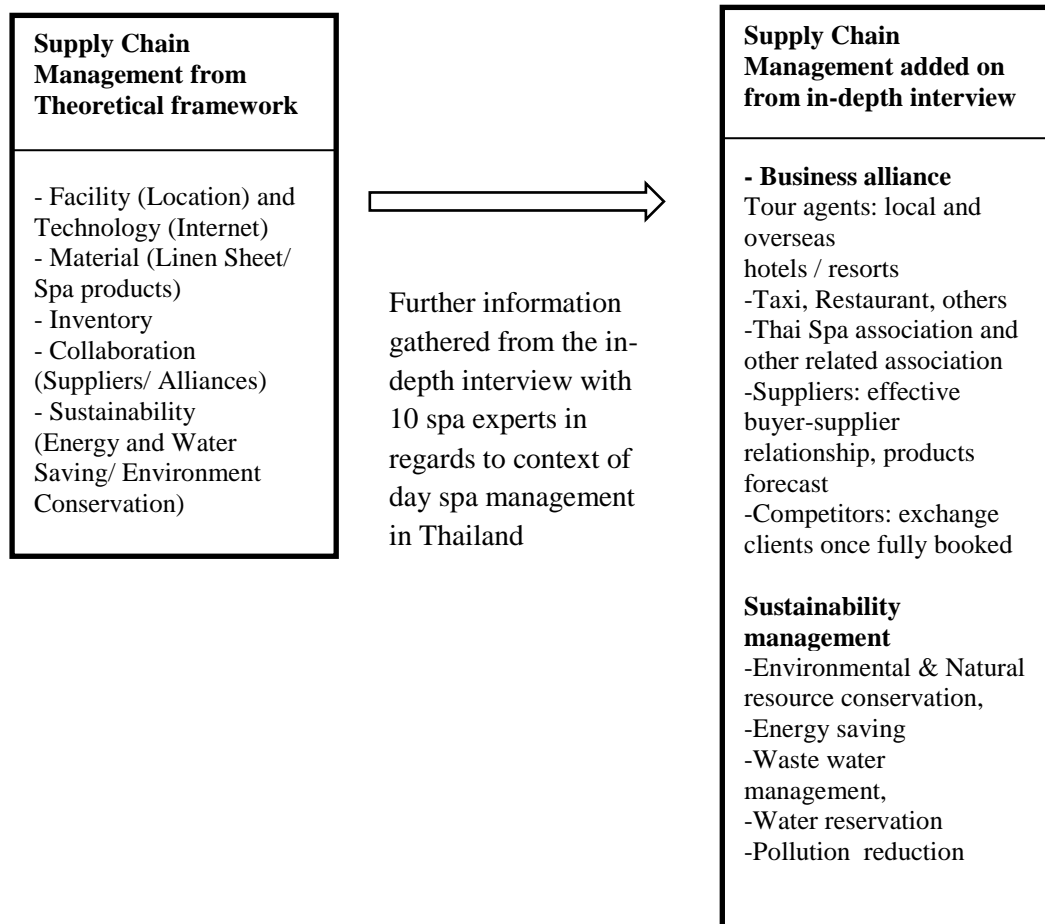 Supply Chain
Management from
Theoretical framework
- Facility (Location) and
Technology (Internet)
- Material (Linen Sheet/
Spa products)
- Inventory
- Collaboration
(Suppliers/ Alliances)
- Sustainability
(Energy and Water
Saving/ Environment
Conservation)
Further information
gathered from the in-
depth interview with
10 spa experts in
regards to context of
day spa management
in Thailand
Supply Chain
Management added on
from in-depth interview
- Business alliance
Tour agents: local and
overseas
hotels / resorts
-Taxi, Restaurant, others
-Thai Spa association and
other related association
-Suppliers: effective
buyer-supplier
relationship, products
forecast
-Competitors: exchange
clients once fully booked
Sustainability
management
-Environmental & Natural
resource conservation,
-Energy saving
-Waste water
management,
-Water reservation
-Pollution  reduction